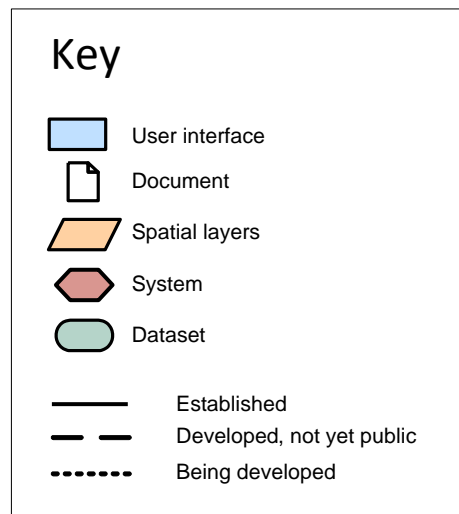 Key
User interface
Document
Spatial layers
System
Dataset
Established
Developed, not yet public
Being developed